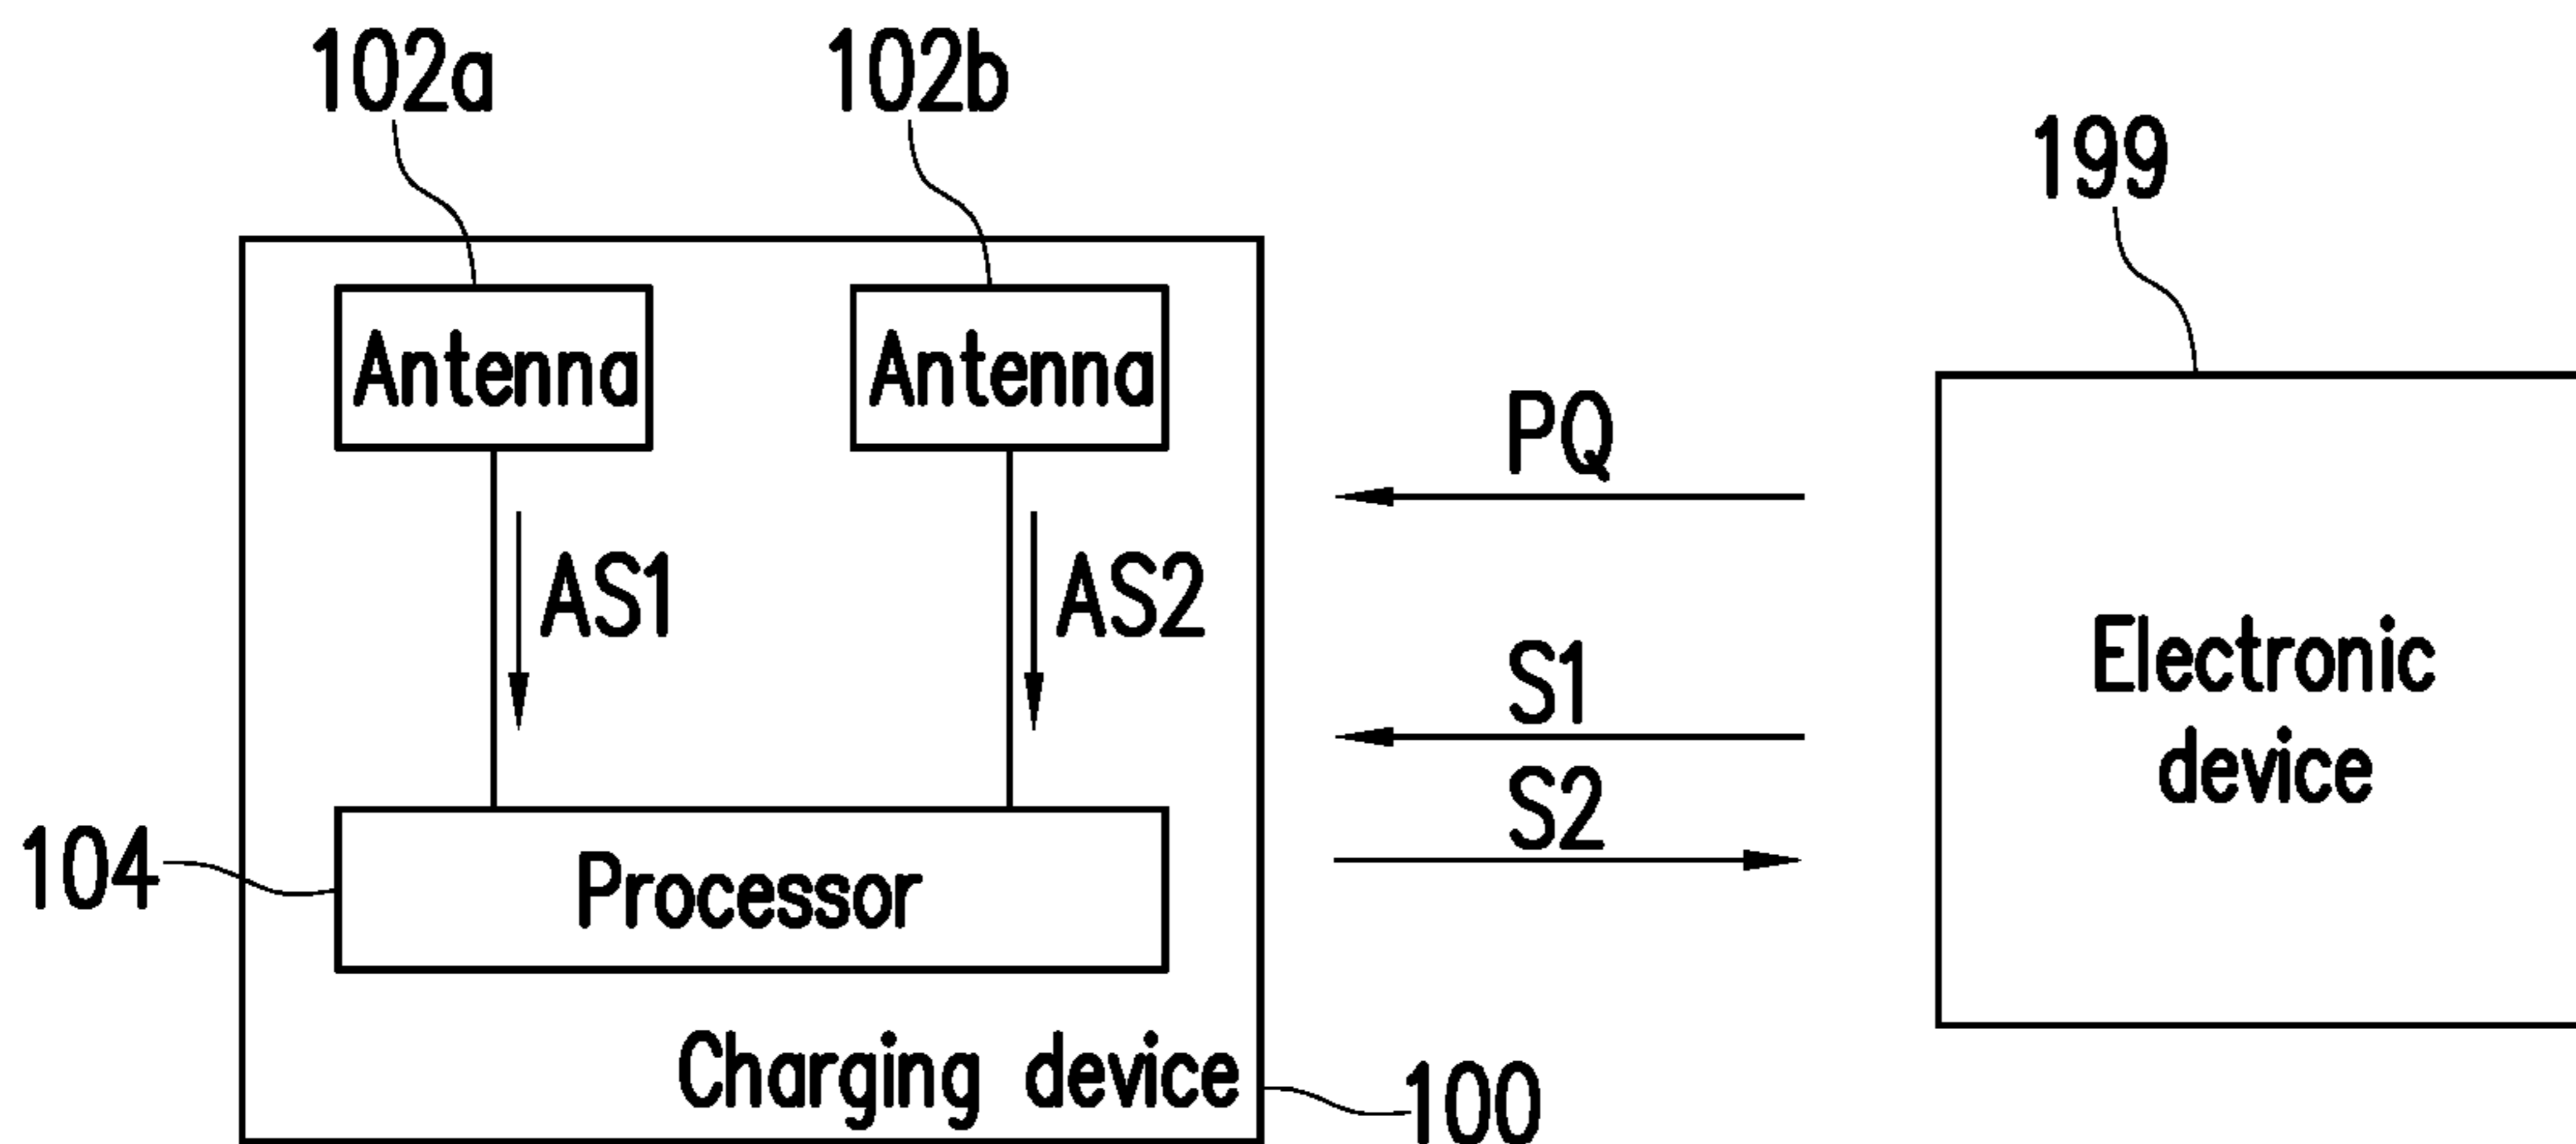 102a
102b
199
Antenna
Antenna
PQ
AS1
AS2
S1
Electronic
device
S2
104
Processor
Charging device
100